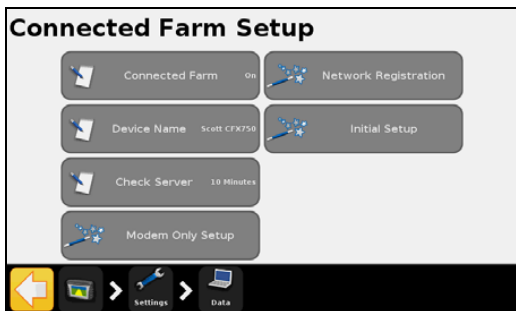 Connected Farm Setup
Connected Farm On
Network Registration
Device Name Scott CFX750
Initial Setup
Check Server 10 Minutes
Modem Only Setup
Settings
Data